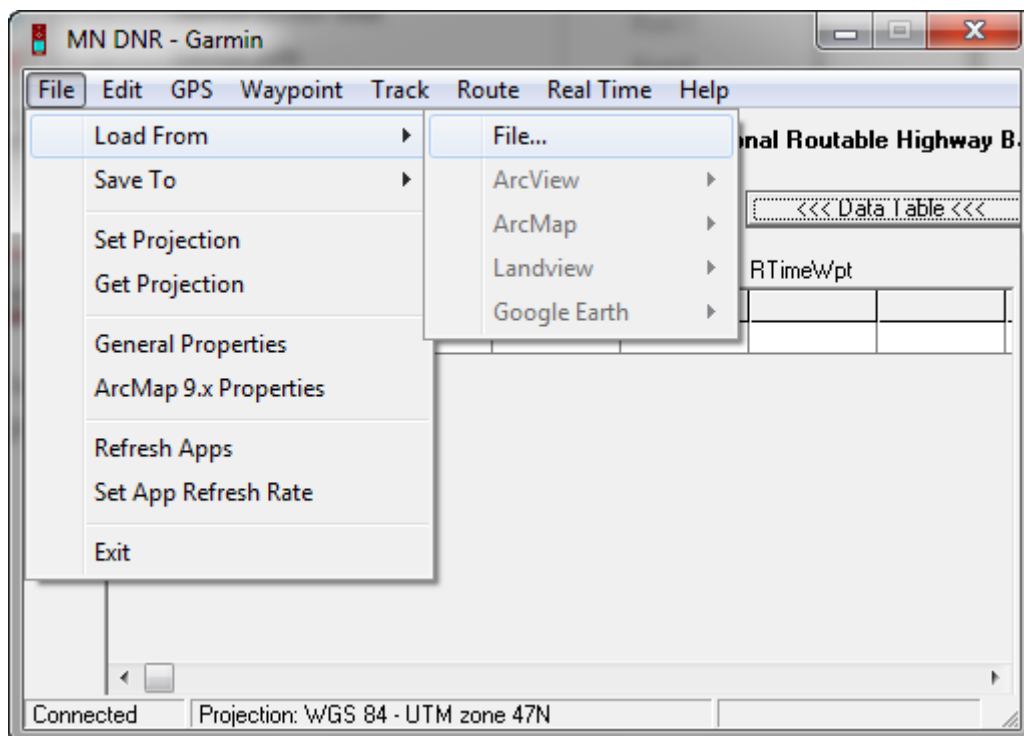 MN DNR - Garmin
File Edit GPS Waypoint Track Route Real Time Help
Load From
Save To
Set Projection
Get Projection
General Properties
ArcMap 9.x Properties
Refresh Apps
Set App Refresh Rate
Exit
File...
ArcView
ArcMap
Landview
Google Earth
Routable Highway
<<< Data Table <<<
RTimeWpt
Connected Projection: WGS 84 - UTM zone 47N